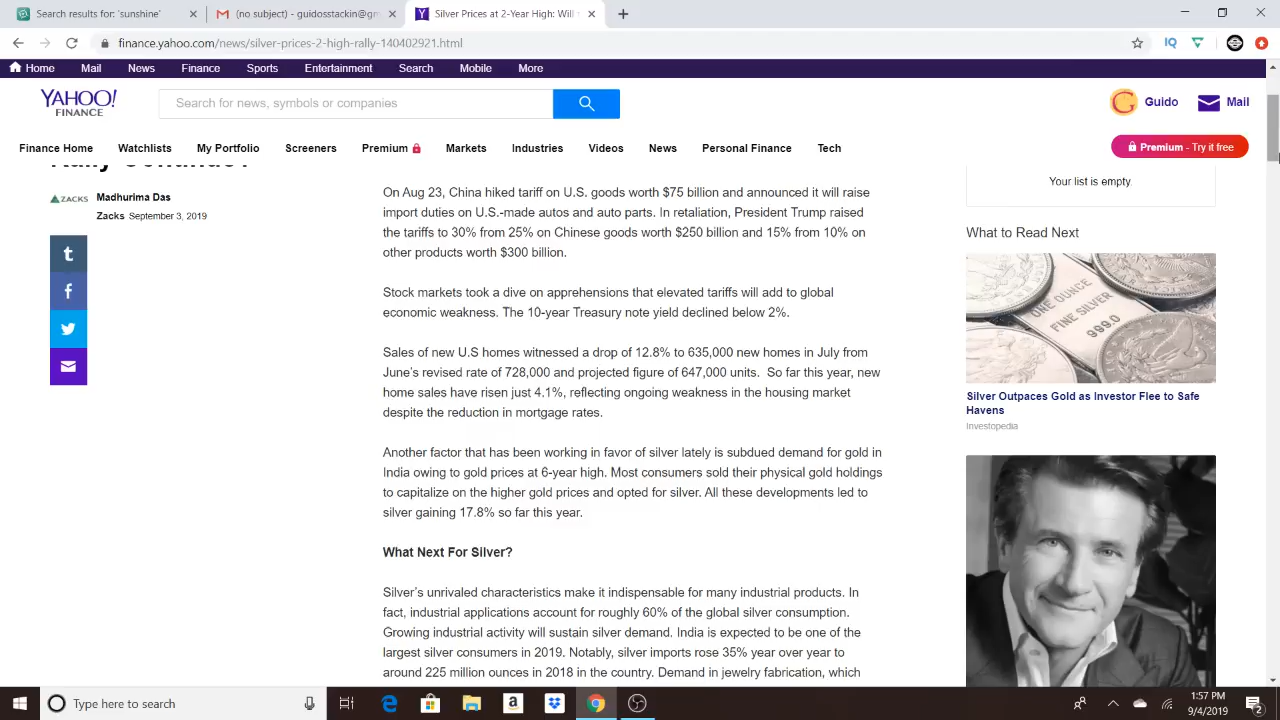 Seeds request for 'sunshine'
(no subject) - guidosstack@gm
Silver Prices at 2-Year High: Will
finance.yahoo.com/news/silver-prices-2-high-rally-140402921.html
IQ
Home Mail News Finance Sports Entertainment Search Mobile More
YAHOO!
FINANCE
Search for news, symbols or companies
G Guido Mail
Finance Home Watchlists My Portfolio Screeners Premium Markets Industries Videos News Personal Finance Tech
Premium - Try it free
Rally Continue?
ZACKS
Madhurima Das
Zacks September 3, 2019
On Aug 23, China hiked tariff on U.S. goods worth $75 billion and announced it will raise
import duties on U.S.-made autos and auto parts. In retaliation, President Trump raised
the tariffs to 30% from 25% on Chinese goods worth $250 billion and 15% from 10% on
other products worth $300 billion.
Stock markets took a dive on apprehensions that elevated tariffs will add to global
economic weakness. The 10-year Treasury note yield declined below 2%.
Sales of new U.S homes witnessed a drop of 12.8% to 635,000 new homes in July from
June's revised rate of 728,000 and projected figure of 647,000 units. So far this year, new
home sales have risen just 4.1%, reflecting ongoing weakness in the housing market
despite the reduction in mortgage rates.
Another factor that has been working in favor of silver lately is subdued demand for gold in
India owing to gold prices at 6-year high. Most consumers sold their physical gold holdings
to capitalize on the higher gold prices and opted for silver. All these developments led to
silver gaining 17.8% so far this year.
What Next For Silver?
Silver's unrivaled characteristics make it indispensable for many industrial products. In
fact, industrial applications account for roughly 60% of the global silver consumption.
Growing industrial activity will sustain silver demand. India is expected to be one of the
largest silver consumers in 2019. Notably, silver imports rose 35% year over year to
around 225 million ounces in 2018 in the country. Demand in jewelry fabrication, which
Your list is empty.
What to Read Next
ONE OUNCE
FINE SILVER
999.0
Silver Outpaces Gold as Investor Flee to Safe
Havens
Investopedia
Type here to search
1:57 PM
9/4/2019
2